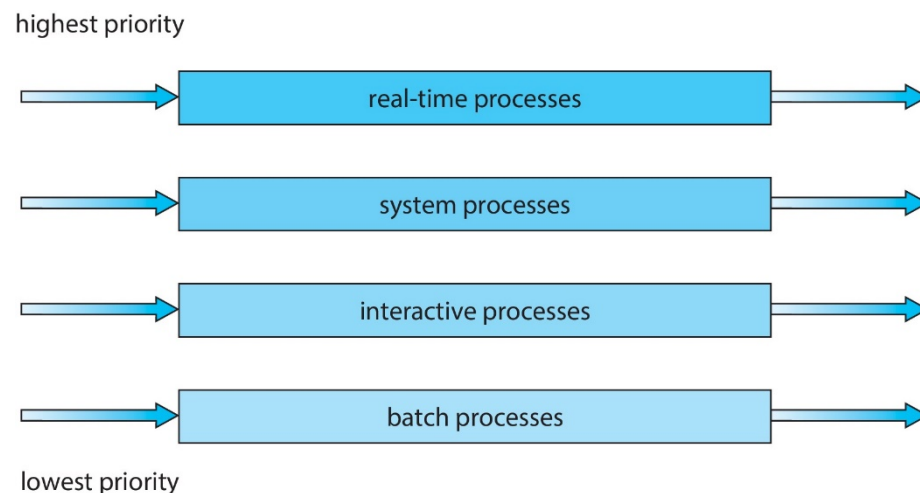 highest priority
real-time processes
system processes
interactive processes
batch processes
lowest priority